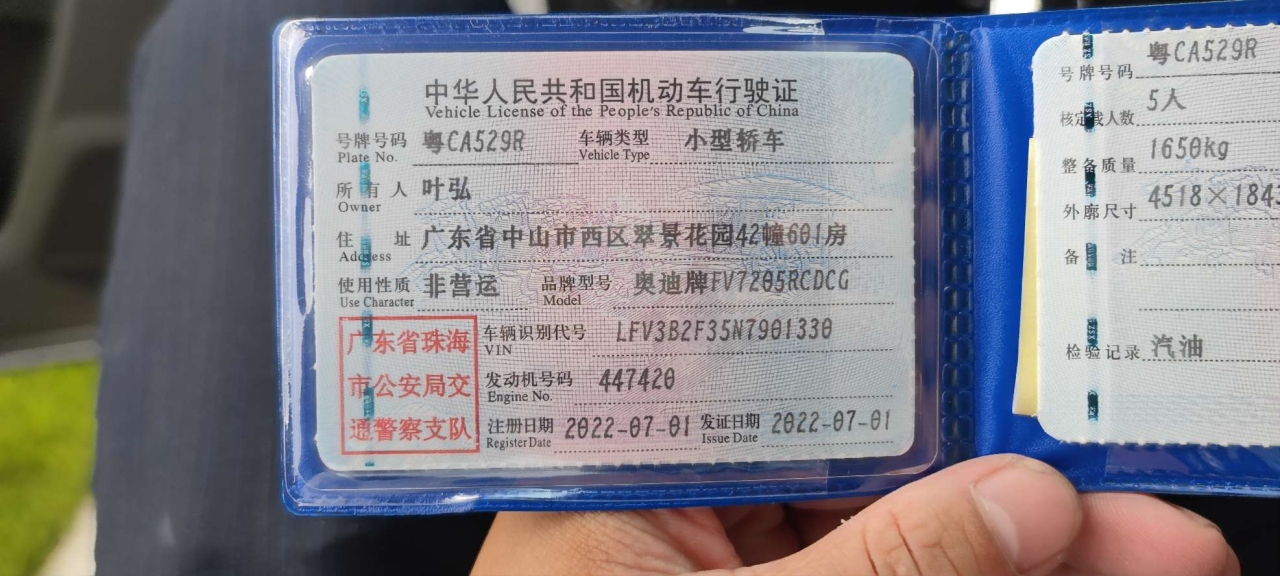 中华人民共和国机动车行驶证
Vehicle License of the People's Republic of China
号牌号码 粤CA529R 车辆类型 小型轿车
Plate No. Vehicle Type
所有人 叶弘
Owner
住址 广东省中山市西区翠景花园42幢601房
Address
使用性质 非营运 品牌型号 奥迪牌FV7205RCDCG
Use Character Model
车辆识别代号 LFV3B2F35N7901330
VIN
发动机号码 447420
Engine No.
注册日期 2022-07-01 发证日期 2022-07-01
Register Date Issue Date
广东省珠海
市公安局交
通警察支队
号牌号码 粤CA529R
核定载人数 5人
整备质量 1650kg
外廓尺寸 4518×184
备注
检验记录 汽油